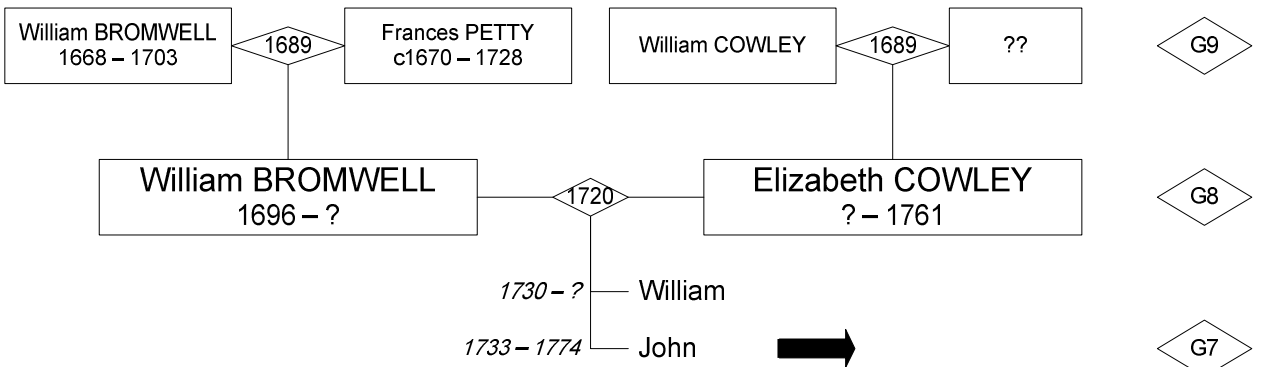 William BROMWELL
1668 – 1703
1689
Frances PETTY
c1670 – 1728
William COWLEY
1689
??
G9
William BROMWELL
1696 – ?
1720
Elizabeth COWLEY
? – 1761
G8
1730 – ? William
1733 – 1774 John
G7